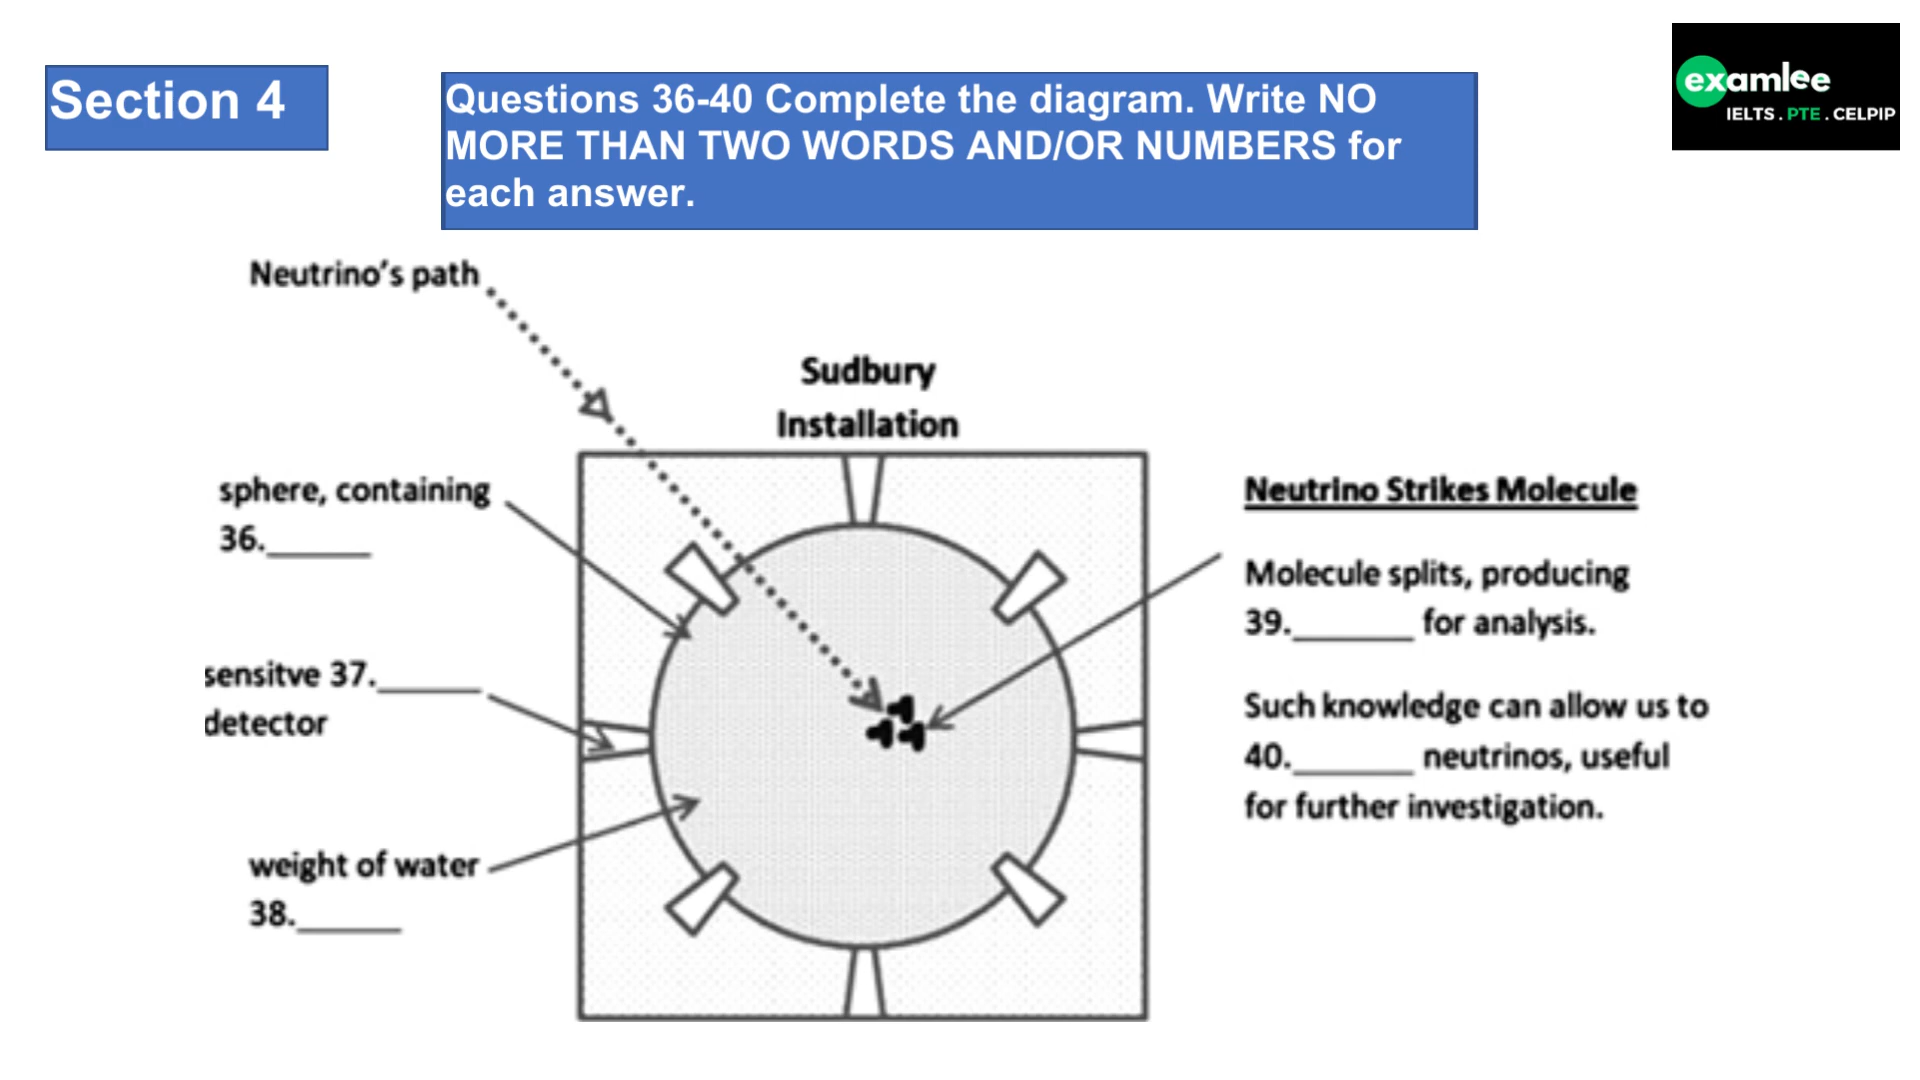 Section 4
Questions 36-40 Complete the diagram. Write NO
MORE THAN TWO WORDS AND/OR NUMBERS for
each answer.
examlee
IELTS . PTE . CELPIP
Neutrino's path
Sudbury
Installation
sphere, containing
36.______
sensitve 37.______
detector
weight of water
38.______
Neutrino Strikes Molecule
Molecule splits, producing
39._______ for analysis.
Such knowledge can allow us to
40._______ neutrinos, useful
for further investigation.